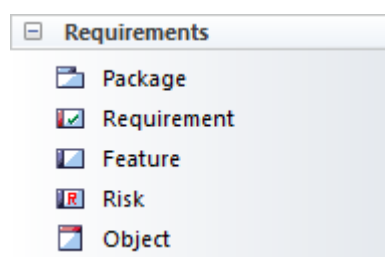 Requirements
Package
Requirement
Feature
Risk
Object